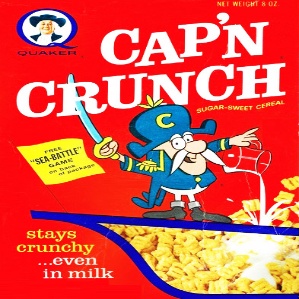 NET WEIGHT 8 OZ.
QUAKER
CAP'N
CRUNCH
SUGAR-SWEET CEREAL
C
FREE
"SEA-BATTLE"
GAME
on back
of package
stays
crunchy
...even
in milk